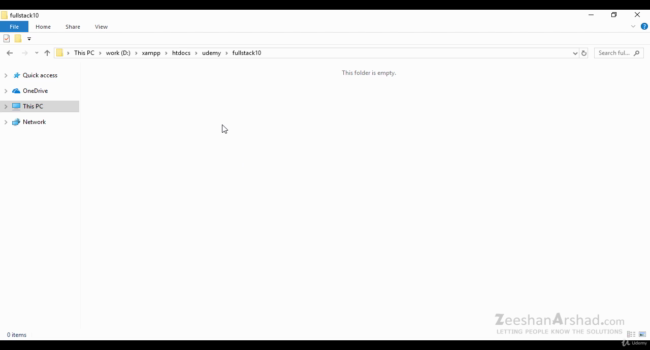 fullstack10
File Home Share View
This PC > work (D:) > xampp > htdocs > udemy > fullstack10
Search ful...
This folder is empty.
Quick access
OneDrive
This PC
Network
ZeeshanArshad.com
LETTING PEOPLE KNOW THE SOLUTIONS
0 items
Udemy